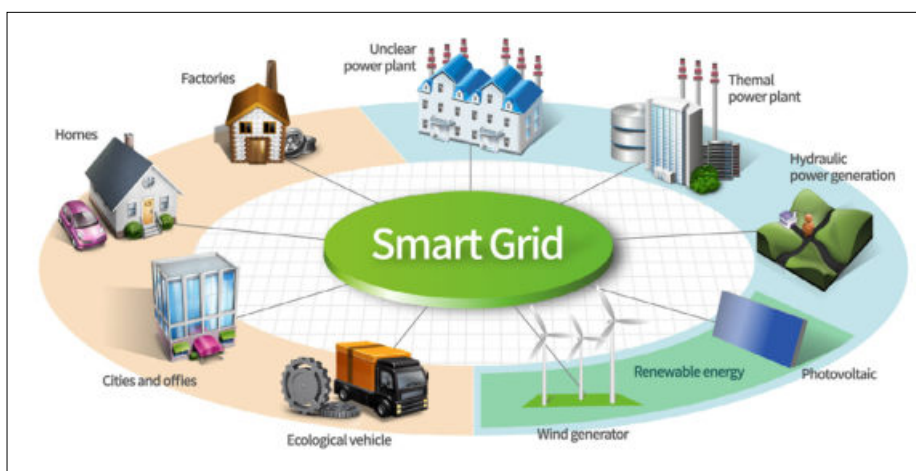 Unclear
power plant
Themal
power plant
Factories
Homes
Hydraulic
power generation
Smart Grid
Cities and offies
Renewable energy
Photovoltaic
Ecological vehicle
Wind generator